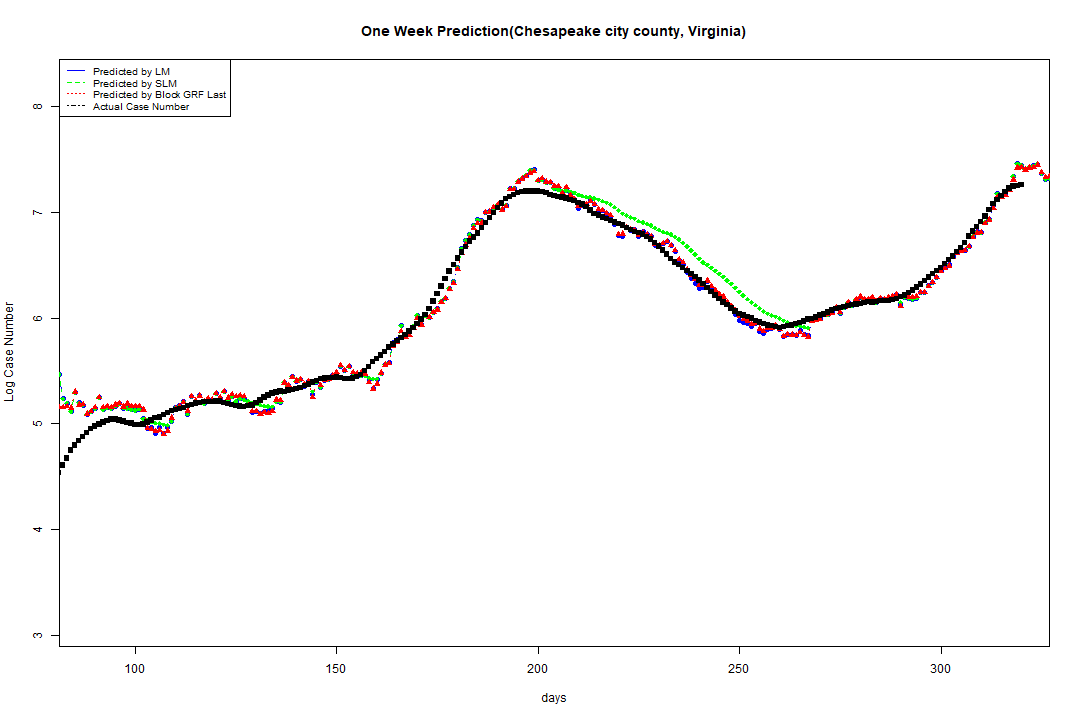 One Week Prediction(Chesapeake city county, Virginia)
Predicted by LM
Predicted by SLM
Predicted by Block GRF Last
Actual Case Number
8
7
6
5
4
3
Log Case Number
100 150 200 250 300
days